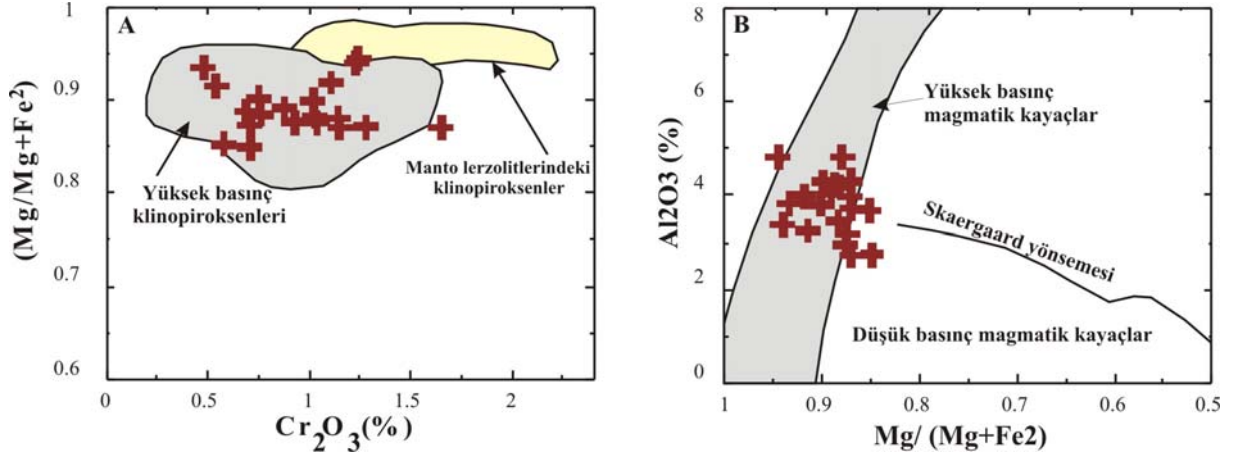 A
1
0.9
0.8
0.7
0.6
(Mg/Mg+Fe²)
0
0.5
1.0
1.5
2
Cr₂O₃(%)
Yüksek basınç
klinopiroksenleri
Manto lerzolitlerindeki
klinopiroksenler
B
8
6
4
2
0
Al2O3 (%)
1
0.9
0.8
0.7
0.6
0.5
Mg/ (Mg+Fe2)
Yüksek basınç
magmatik kayaçlar
Skaergaard yönsemesi
Düşük basınç magmatik kayaçlar